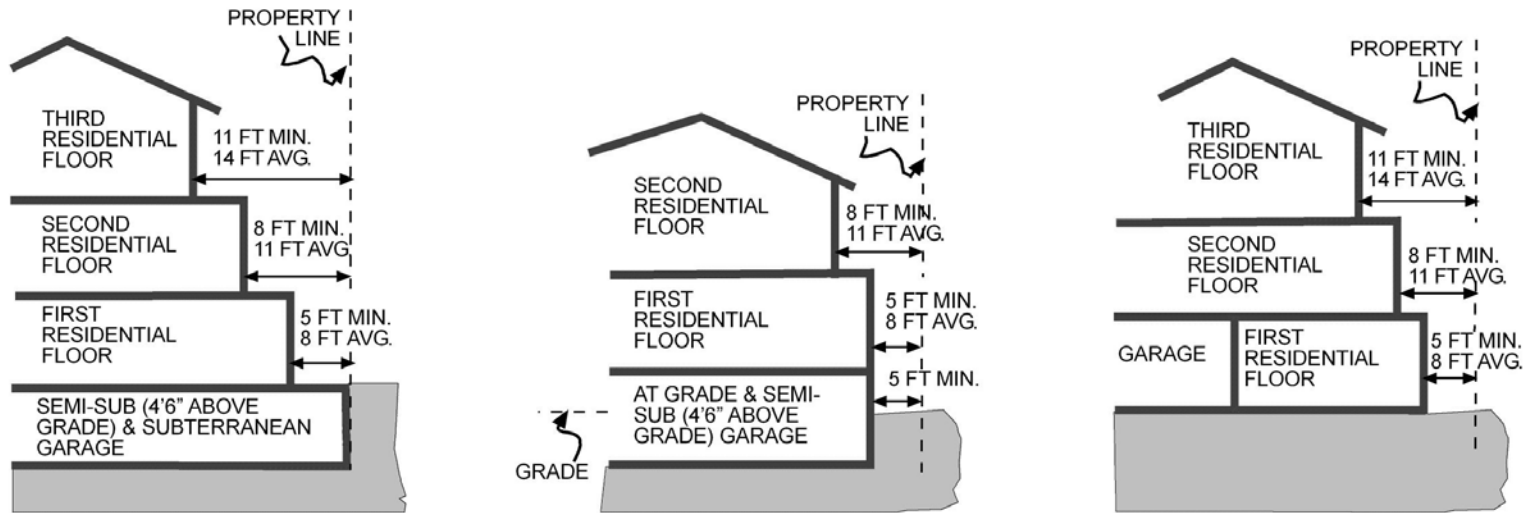 PROPERTY
LINE
THIRD
RESIDENTIAL
FLOOR
11 FT MIN.
14 FT AVG.
SECOND
RESIDENTIAL
FLOOR
8 FT MIN.
11 FT AVG
FIRST
RESIDENTIAL
FLOOR
5 FT MIN.
8 FT AVG.
SEMI-SUB (4'6" ABOVE
GRADE) & SUBTERRANEAN
GARAGE
PROPERTY
LINE
SECOND
RESIDENTIAL
FLOOR
8 FT MIN.
11 FT AVG.
FIRST
RESIDENTIAL
FLOOR
5 FT MIN.
8 FT AVG.
5 FT MIN.
AT GRADE & SEMI-
SUB (4'6" ABOVE
GRADE) GARAGE
GRADE
PROPERTY
LINE
THIRD
RESIDENTIAL
FLOOR
11 FT MIN.
14 FT AVG.
SECOND
RESIDENTIAL
FLOOR
8 FT MIN.
11 FT AVG.
GARAGE
FIRST
RESIDENTIAL
FLOOR
5 FT MIN.
8 FT AVG.